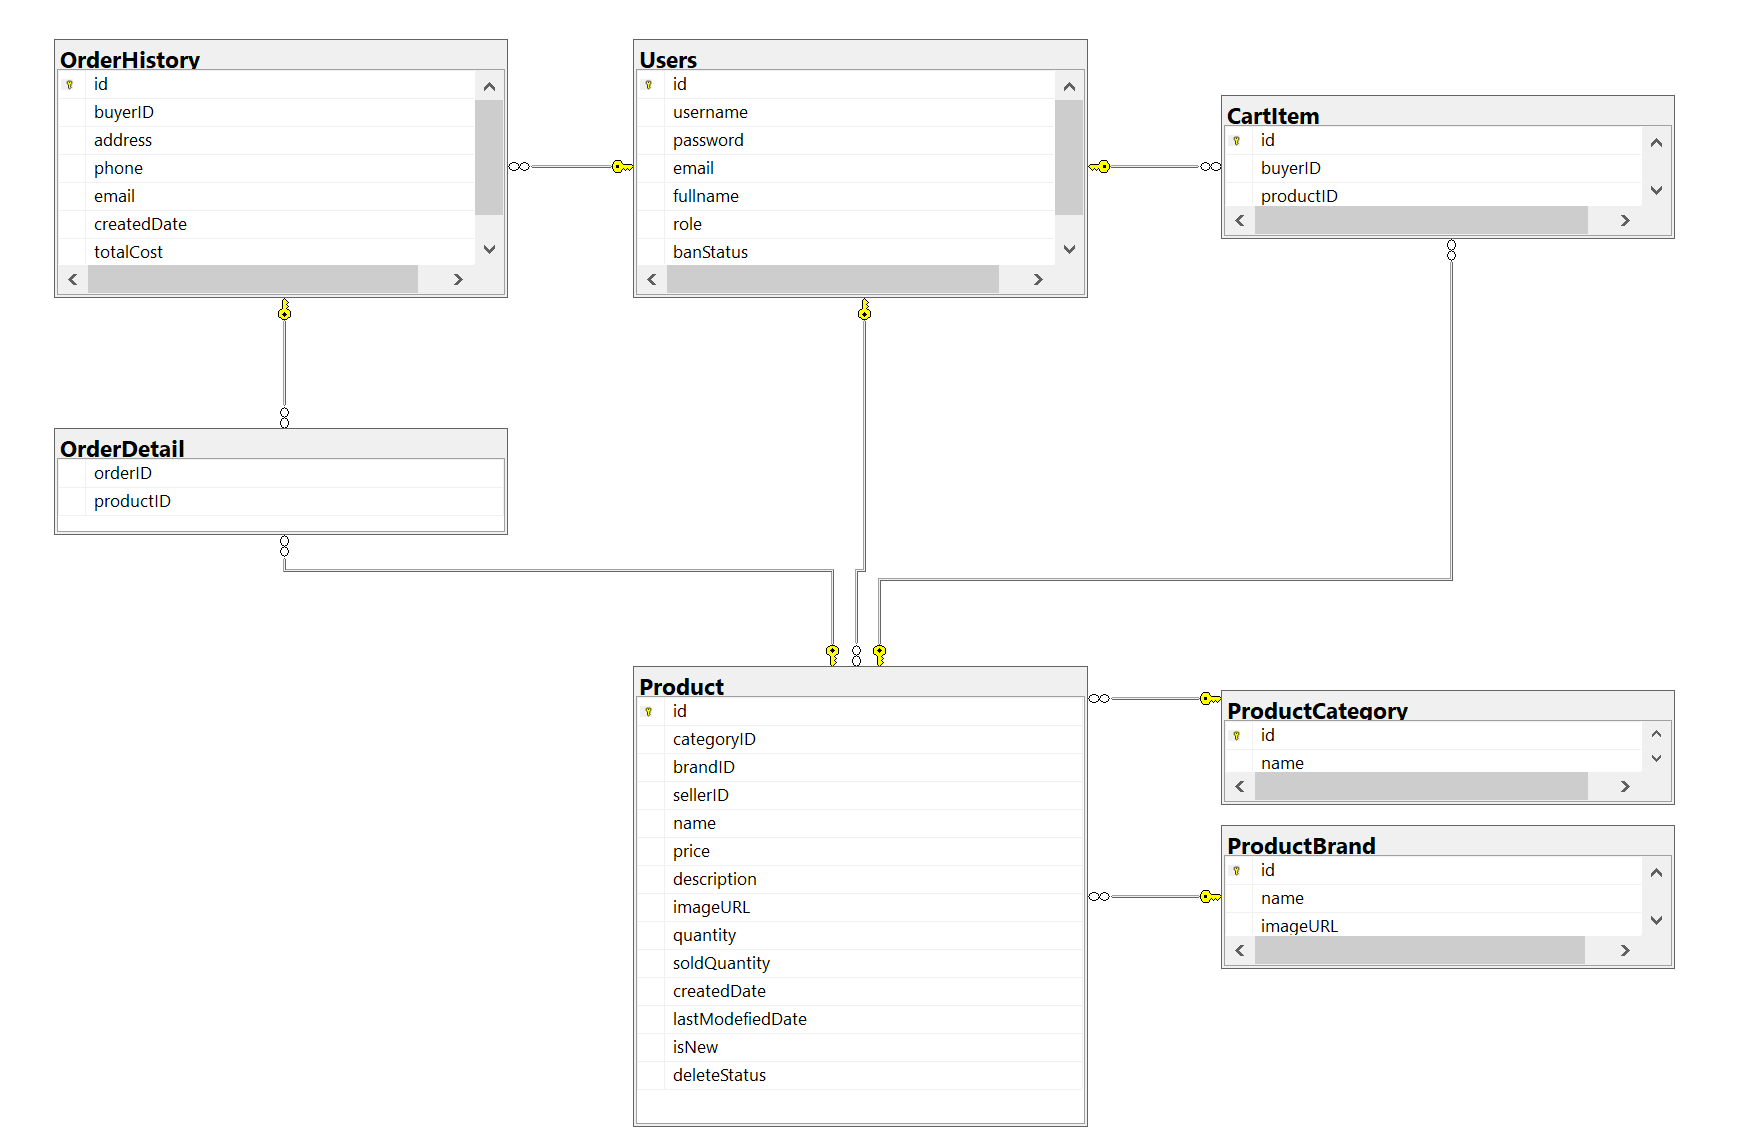 OrderHistory
id
buyerID
address
phone
email
createdDate
totalCost
Users
id
username
password
email
fullname
role
banStatus
CartItem
id
buyerID
productID
OrderDetail
orderID
productID
Product
id
categoryID
brandID
sellerID
name
price
description
imageURL
quantity
soldQuantity
createdDate
lastModefiedDate
isNew
deleteStatus
ProductCategory
id
name
ProductBrand
id
name
imageURL